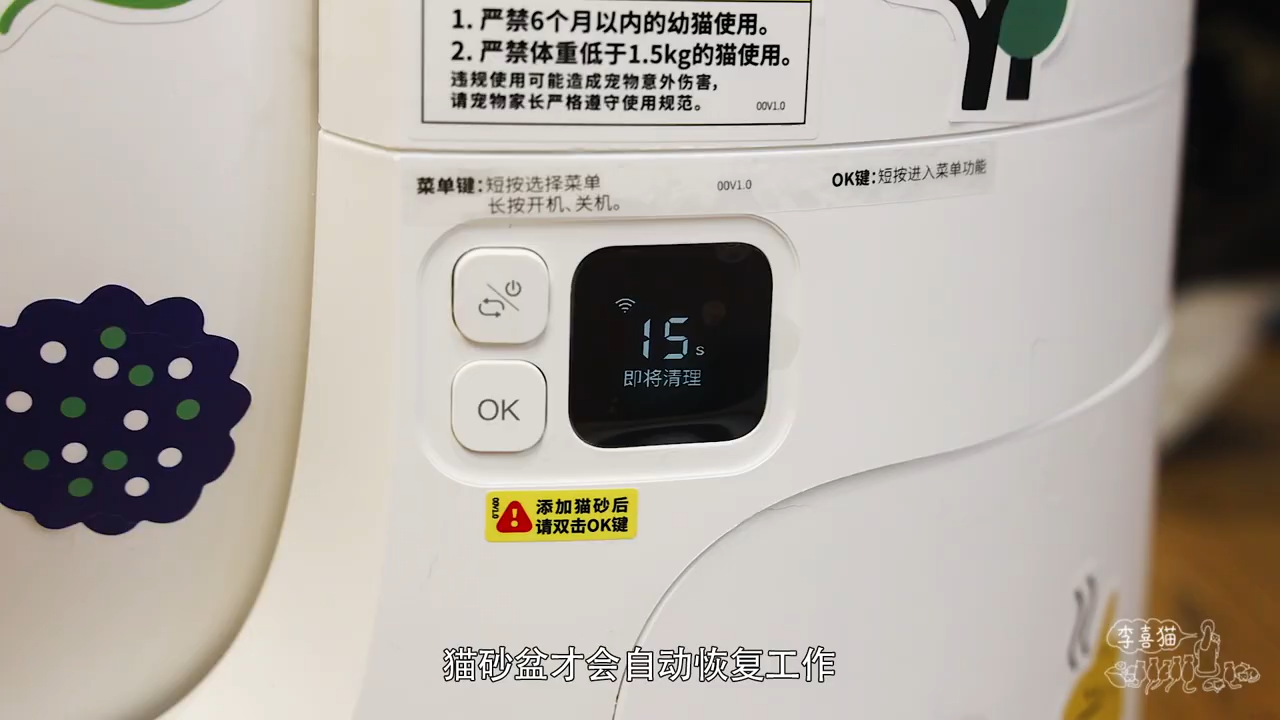 1. 严禁6个月以内的幼猫使用。
2. 严禁体重低于1.5kg的猫使用。
违规使用可能造成宠物意外伤害，
请宠物家长严格遵守使用规范。
00V1.0
菜单键：短按选择菜单
长按开机、关机。
00V1.0
OK键：短按进入菜单功能
15s
即将清理
OK
添加猫砂后
请双击OK键
猫砂盆才会自动恢复工作
李喜猫